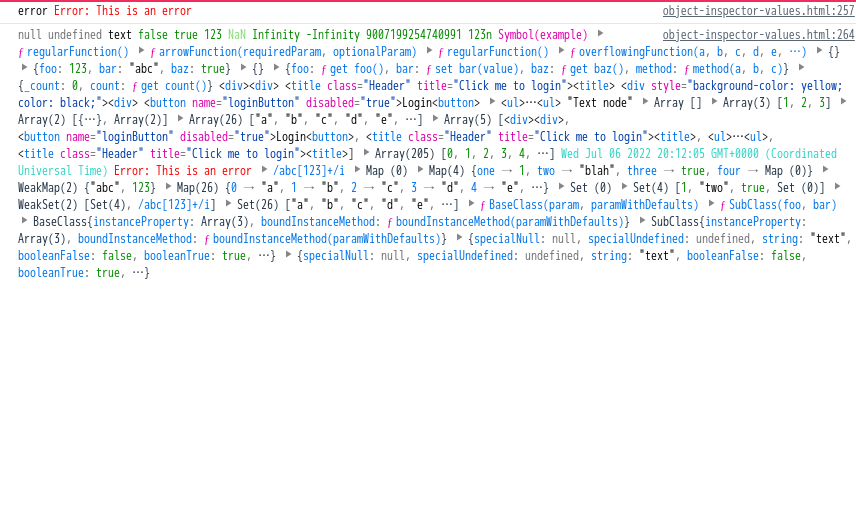 error Error: This is an error object-inspector-values.html:257
null undefined text false true 123 NaN Infinity -Infinity 9007199254740991 123n Symbol(example) ▶ object-inspector-values.html:264
ƒ regularFunction() ▶ ƒ arrowFunction(requiredParam, optionalParam) ▶ ƒ regularFunction() ▶ ƒ overflowingFunction(a, b, c, d, e, …) ▶ {}
▶ {foo: 123, bar: "abc", baz: true} ▶ {} ▶ {foo: ƒ get foo(), bar: ƒ set bar(value), baz: ƒ get baz(), method: ƒ method(a, b, c)} ▶
{_count: 0, count: ƒ get count()} <div><div> <title class="Header" title="Click me to login"><title> <div style="background-color: yellow;
color: black;"><div> <button name="loginButton" disabled="true">Login<button> ▶ <ul>…<ul> "Text node" ▶ Array [] ▶ Array(3) [1, 2, 3] ▶
Array(2) [{…}, Array(2)] ▶ Array(26) ["a", "b", "c", "d", "e", …] ▶ Array(5) [<div><div>,
<button name="loginButton" disabled="true">Login<button>, <title class="Header" title="Click me to login"><title>, <ul>…<ul>,
<title class="Header" title="Click me to login"><title>] ▶ Array(205) [0, 1, 2, 3, 4, …] Wed Jul 06 2022 20:12:05 GMT+0000 (Coordinated
Universal Time) Error: This is an error ▶ /abc[123]+/i ▶ Map (0) ▶ Map(4) {one → 1, two → "blah", three → true, four → Map (0)} ▶
WeakMap(2) {"abc", 123} ▶ Map(26) {0 → "a", 1 → "b", 2 → "c", 3 → "d", 4 → "e", …} ▶ Set (0) ▶ Set(4) [1, "two", true, Set (0)] ▶
WeakSet(2) [Set(4), /abc[123]+/i] ▶ Set(26) ["a", "b", "c", "d", "e", …] ▶ ƒ BaseClass(param, paramWithDefaults) ▶ ƒ SubClass(foo, bar)
▶ BaseClass{instanceProperty: Array(3), boundInstanceMethod: ƒ boundInstanceMethod(paramWithDefaults)} ▶ SubClass{instanceProperty:
Array(3), boundInstanceMethod: ƒ boundInstanceMethod(paramWithDefaults)} ▶ {specialNull: null, specialUndefined: undefined, string: "text",
booleanFalse: false, booleanTrue: true, …} ▶ {specialNull: null, specialUndefined: undefined, string: "text", booleanFalse: false,
booleanTrue: true, …}